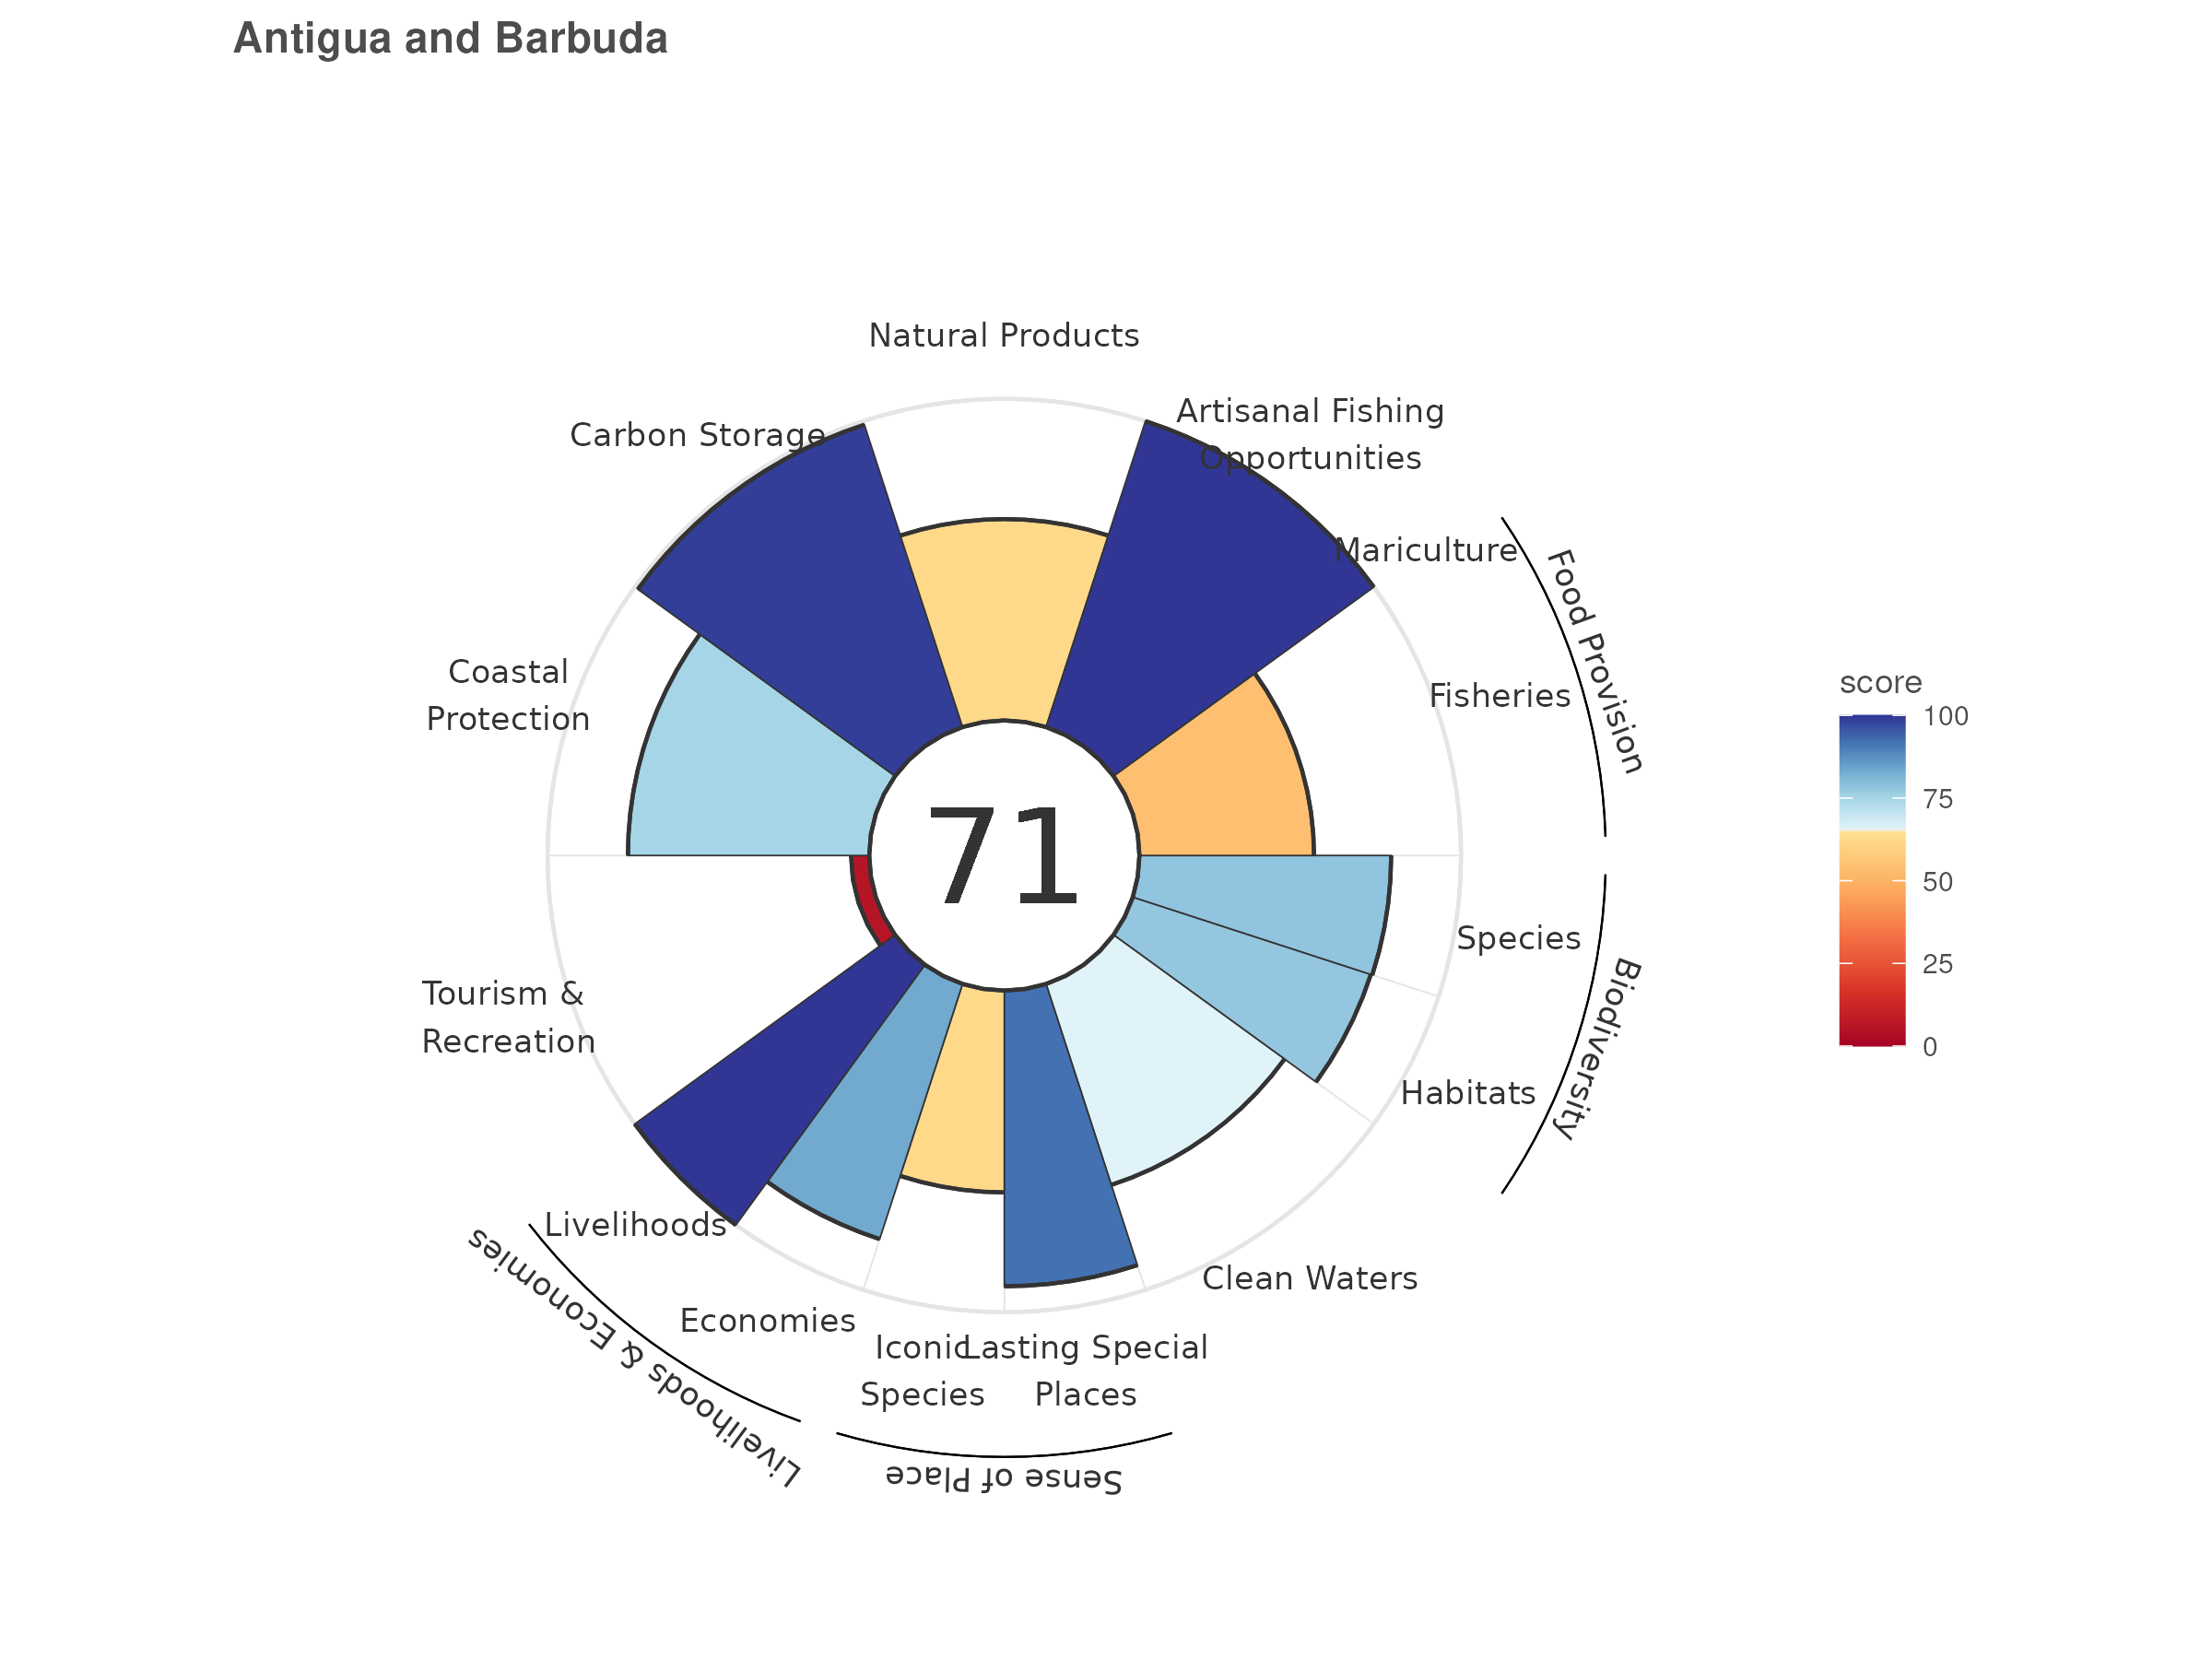 Antigua and Barbuda
Natural Products
Artisanal Fishing
Opportunities
Carbon Storage
Mariculture
Food Provision
Fisheries
Coastal
Protection
score
100
75
50
25
0
71
Species
Biodiversity
Habitats
Tourism &
Recreation
Livelihoods
Livelihoods & Economies
Economies
Clean Waters
Iconic
Species
Lasting Special
Places
Sense of Place